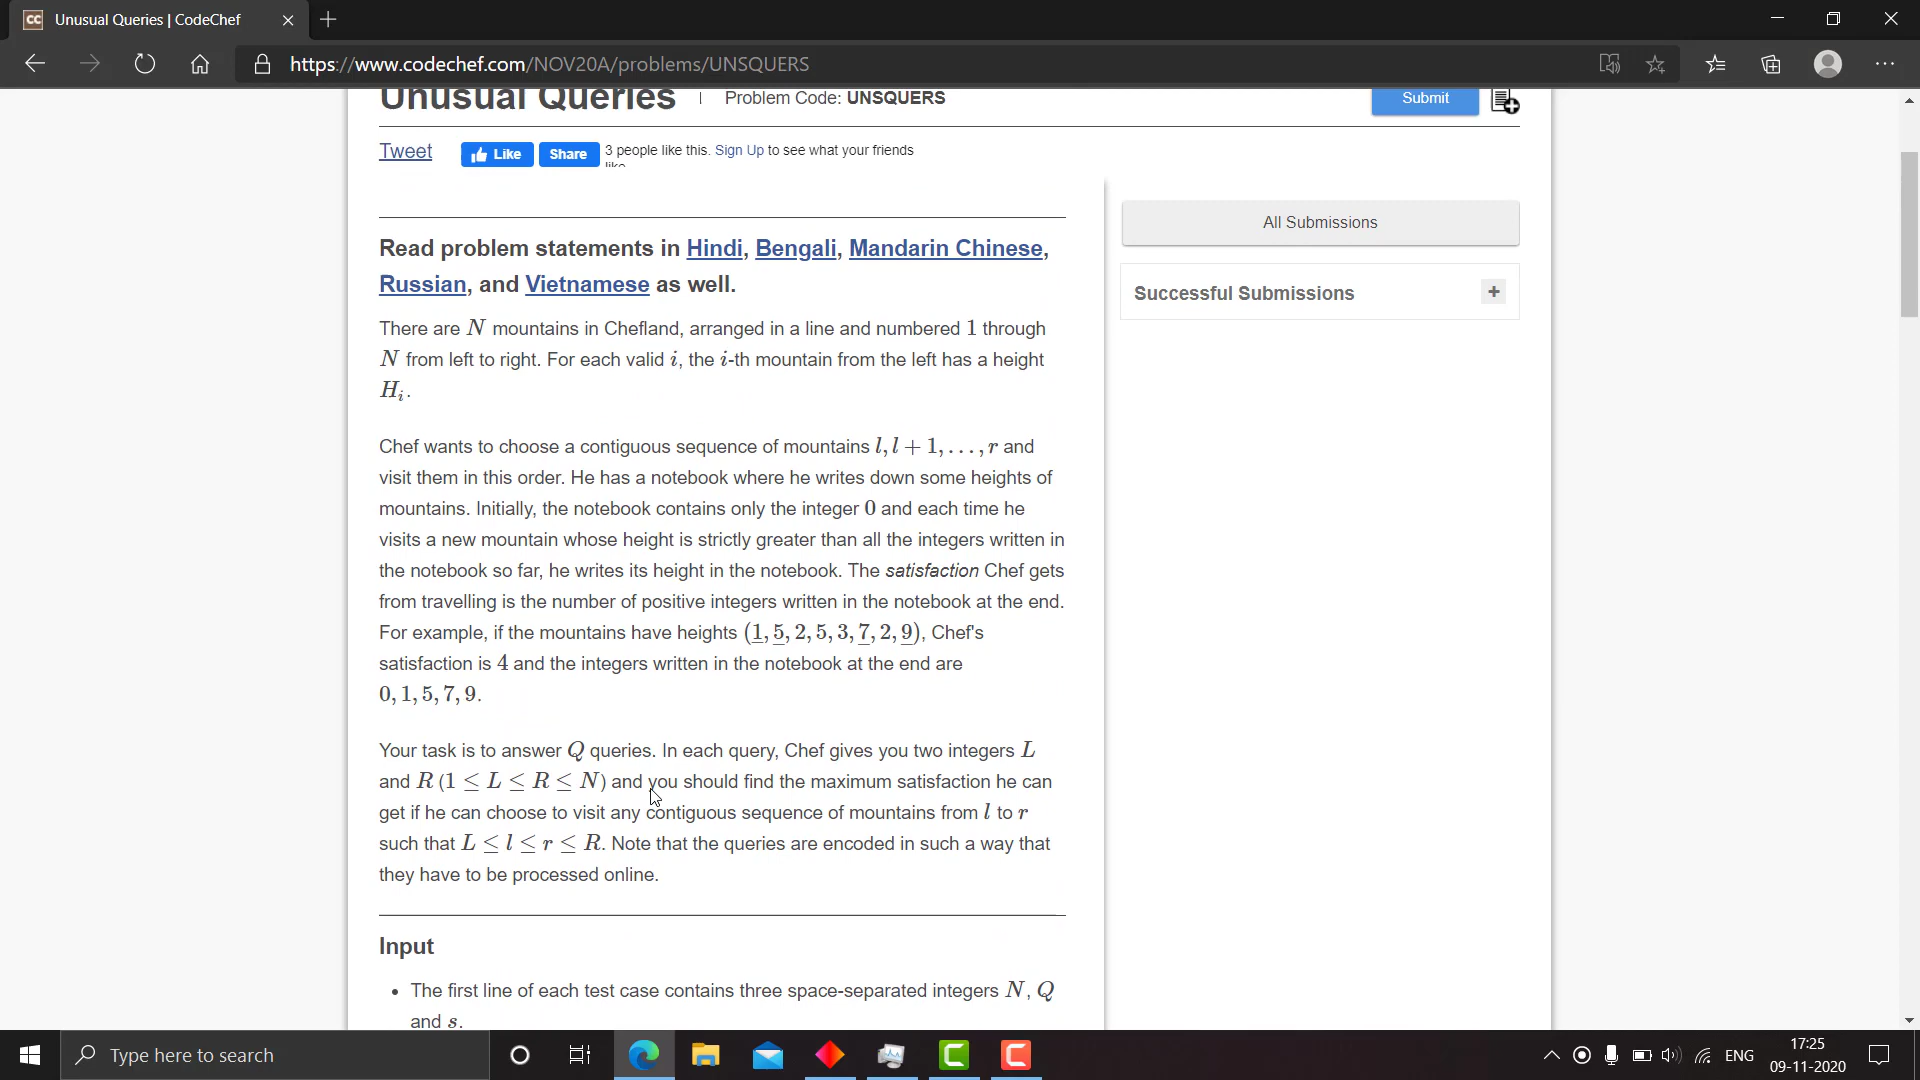 Unusual Queries | CodeChef
https://www.codechef.com/NOV20A/problems/UNSQUERS
Unusual Queries | Problem Code: UNSQUERS
Submit
Tweet
Like
Share
3 people like this. Sign Up to see what your friends
like.
All Submissions
Successful Submissions
+
Read problem statements in Hindi, Bengali, Mandarin Chinese,
Russian, and Vietnamese as well.
There are N mountains in Chefland, arranged in a line and numbered 1 through
N from left to right. For each valid i, the i-th mountain from the left has a height
H_i.
Chef wants to choose a contiguous sequence of mountains l, l + 1, . . . , r and
visit them in this order. He has a notebook where he writes down some heights of
mountains. Initially, the notebook contains only the integer 0 and each time he
visits a new mountain whose height is strictly greater than all the integers written in
the notebook so far, he writes its height in the notebook. The satisfaction Chef gets
from travelling is the number of positive integers written in the notebook at the end.
For example, if the mountains have heights (1, 5, 2, 5, 3, 7, 2, 9), Chef's
satisfaction is 4 and the integers written in the notebook at the end are
0, 1, 5, 7, 9.
Your task is to answer Q queries. In each query, Chef gives you two integers L
and R (1 ≤ L ≤ R ≤ N) and you should find the maximum satisfaction he can
get if he can choose to visit any contiguous sequence of mountains from l to r
such that L ≤ l ≤ r ≤ R. Note that the queries are encoded in such a way that
they have to be processed online.
Input
• The first line of each test case contains three space-separated integers N, Q
and s.
Type here to search
ENG
17:25
09-11-2020